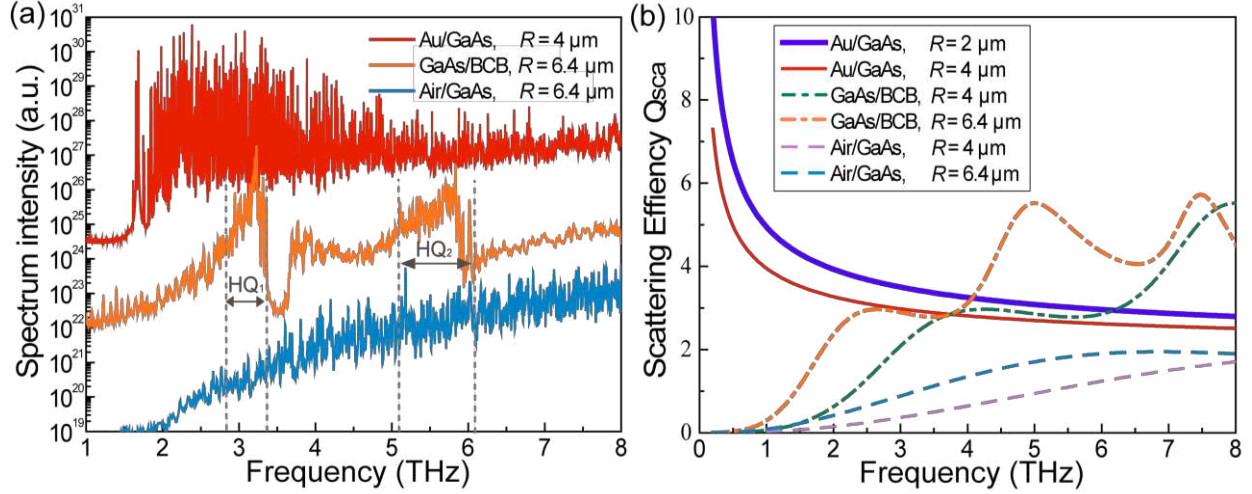 (a)
Spectrum intensity (a.u.)
10^31
10^30
10^29
10^28
10^27
10^26
10^25
10^24
10^23
10^22
10^21
10^20
10^19
Au/GaAs, R = 4 μm
GaAs/BCB, R = 6.4 μm
Air/GaAs, R = 6.4 μm
HQ₁
HQ₂
1 2 3 4 5 6 7 8
Frequency (THz)
(b)
Scattering Effiency Qsca
10
8
6
4
2
0
Au/GaAs, R = 2 μm
Au/GaAs, R = 4 μm
GaAs/BCB, R = 4 μm
GaAs/BCB, R = 6.4 μm
Air/GaAs, R = 4 μm
Air/GaAs, R = 6.4 μm
0 1 2 3 4 5 6 7 8
Frequency (THz)